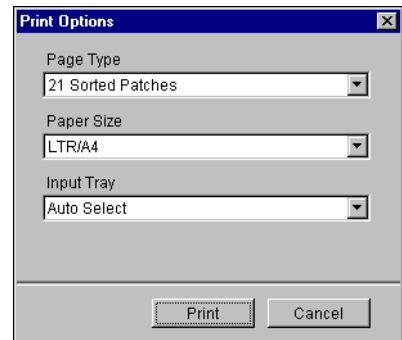 Print Options
Page Type
21 Sorted Patches
Paper Size
LTR/A4
Input Tray
Auto Select
Print Cancel